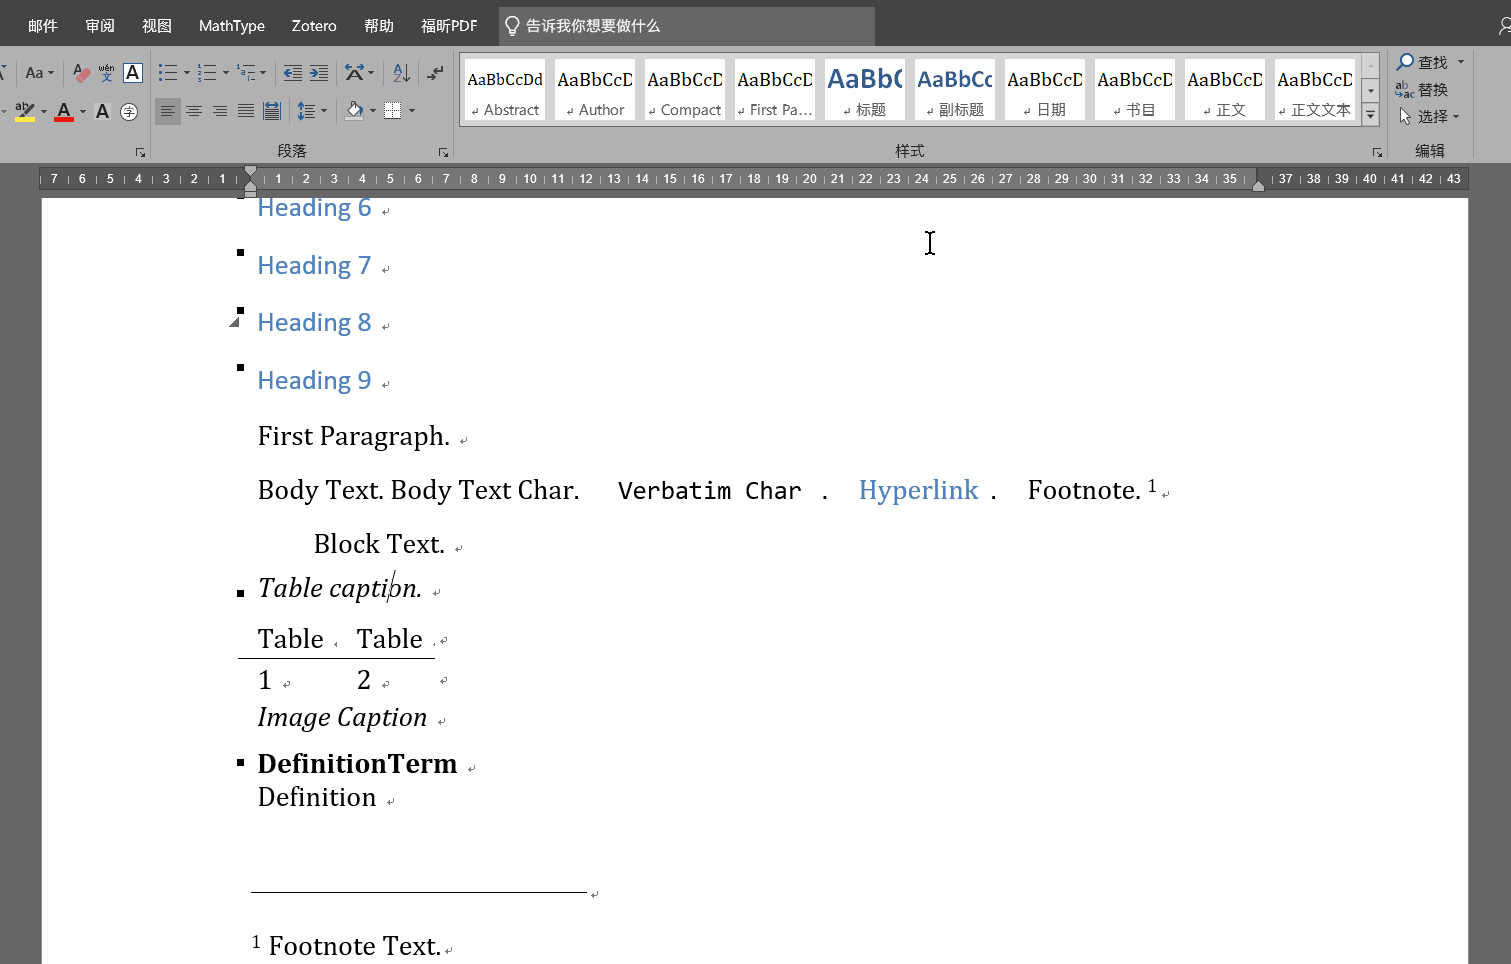 邮件 审阅 视图 MathType Zotero 帮助 福昕PDF 告诉我你想要做什么
Aa wén 文 A AaBbCcDd AaBbCcD AaBbCcD AaBbCcD AaBbC AaBbCc AaBbCcD AaBbCcD AaBbCcD AaBbCcD 查找
ab A A 字 Abstract Author Compact First Pa... 标题 副标题 日期 书目 正文 正文文本 替换
选择
段落 样式 编辑
7 6 5 4 3 2 1 1 2 3 4 5 6 7 8 9 10 11 12 13 14 15 16 17 18 19 20 21 22 23 24 25 26 27 28 29 30 31 32 33 34 35 37 38 39 40 41 42 43
Heading 6
Heading 7
Heading 8
Heading 9
First Paragraph.
Body Text. Body Text Char. Verbatim Char . Hyperlink . Footnote. 1
Block Text.
Table caption.
Table Table
1 2
Image Caption
DefinitionTerm
Definition
1 Footnote Text.